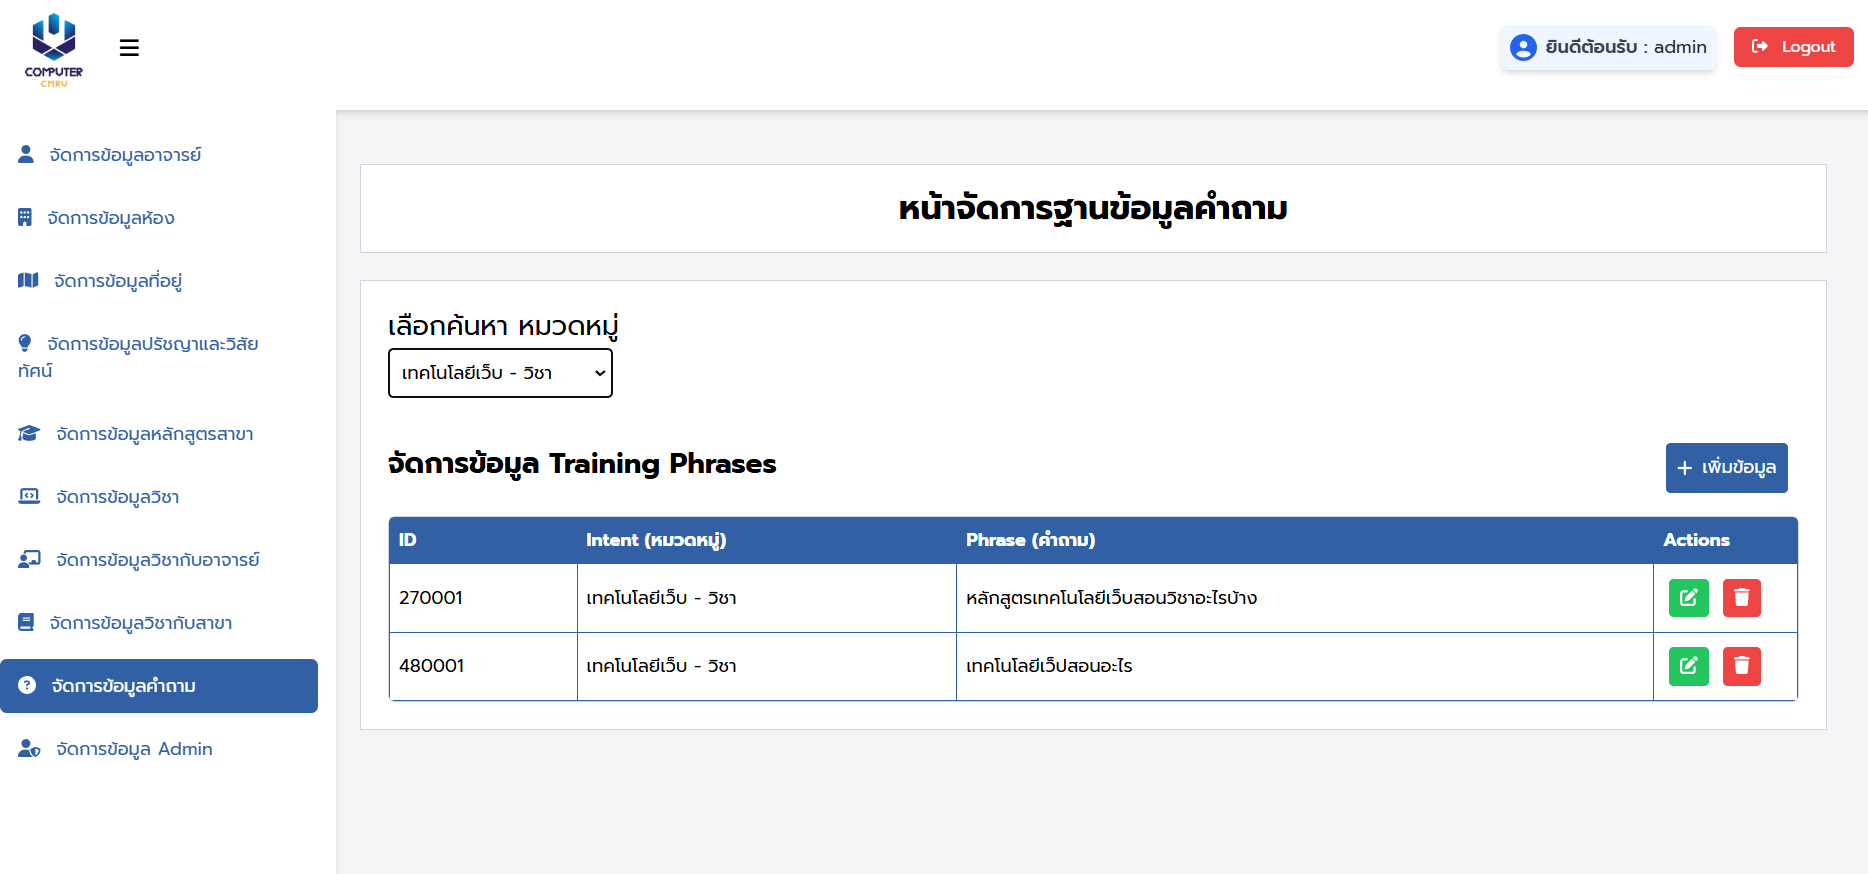 COMPUTER
CMRU
ยินดีต้อนรับ : admin
Logout
จัดการข้อมูลอาจารย์
จัดการข้อมูลห้อง
จัดการข้อมูลที่อยู่
จัดการข้อมูลปรัชญาและวิสัย
ทัศน์
จัดการข้อมูลหลักสูตรสาขา
จัดการข้อมูลวิชา
จัดการข้อมูลวิชากับอาจารย์
จัดการข้อมูลวิชากับสาขา
จัดการข้อมูลคำถาม
จัดการข้อมูล Admin
หน้าจัดการฐานข้อมูลคำถาม
เลือกค้นหา หมวดหมู่
เทคโนโลยีเว็บ - วิชา
จัดการข้อมูล Training Phrases
เพิ่มข้อมูล
ID Intent (หมวดหมู่) Phrase (คำถาม) Actions
270001 เทคโนโลยีเว็บ - วิชา หลักสูตรเทคโนโลยีเว็บสอนวิชาอะไรบ้าง
480001 เทคโนโลยีเว็บ - วิชา เทคโนโลยีเว็ปสอนอะไร